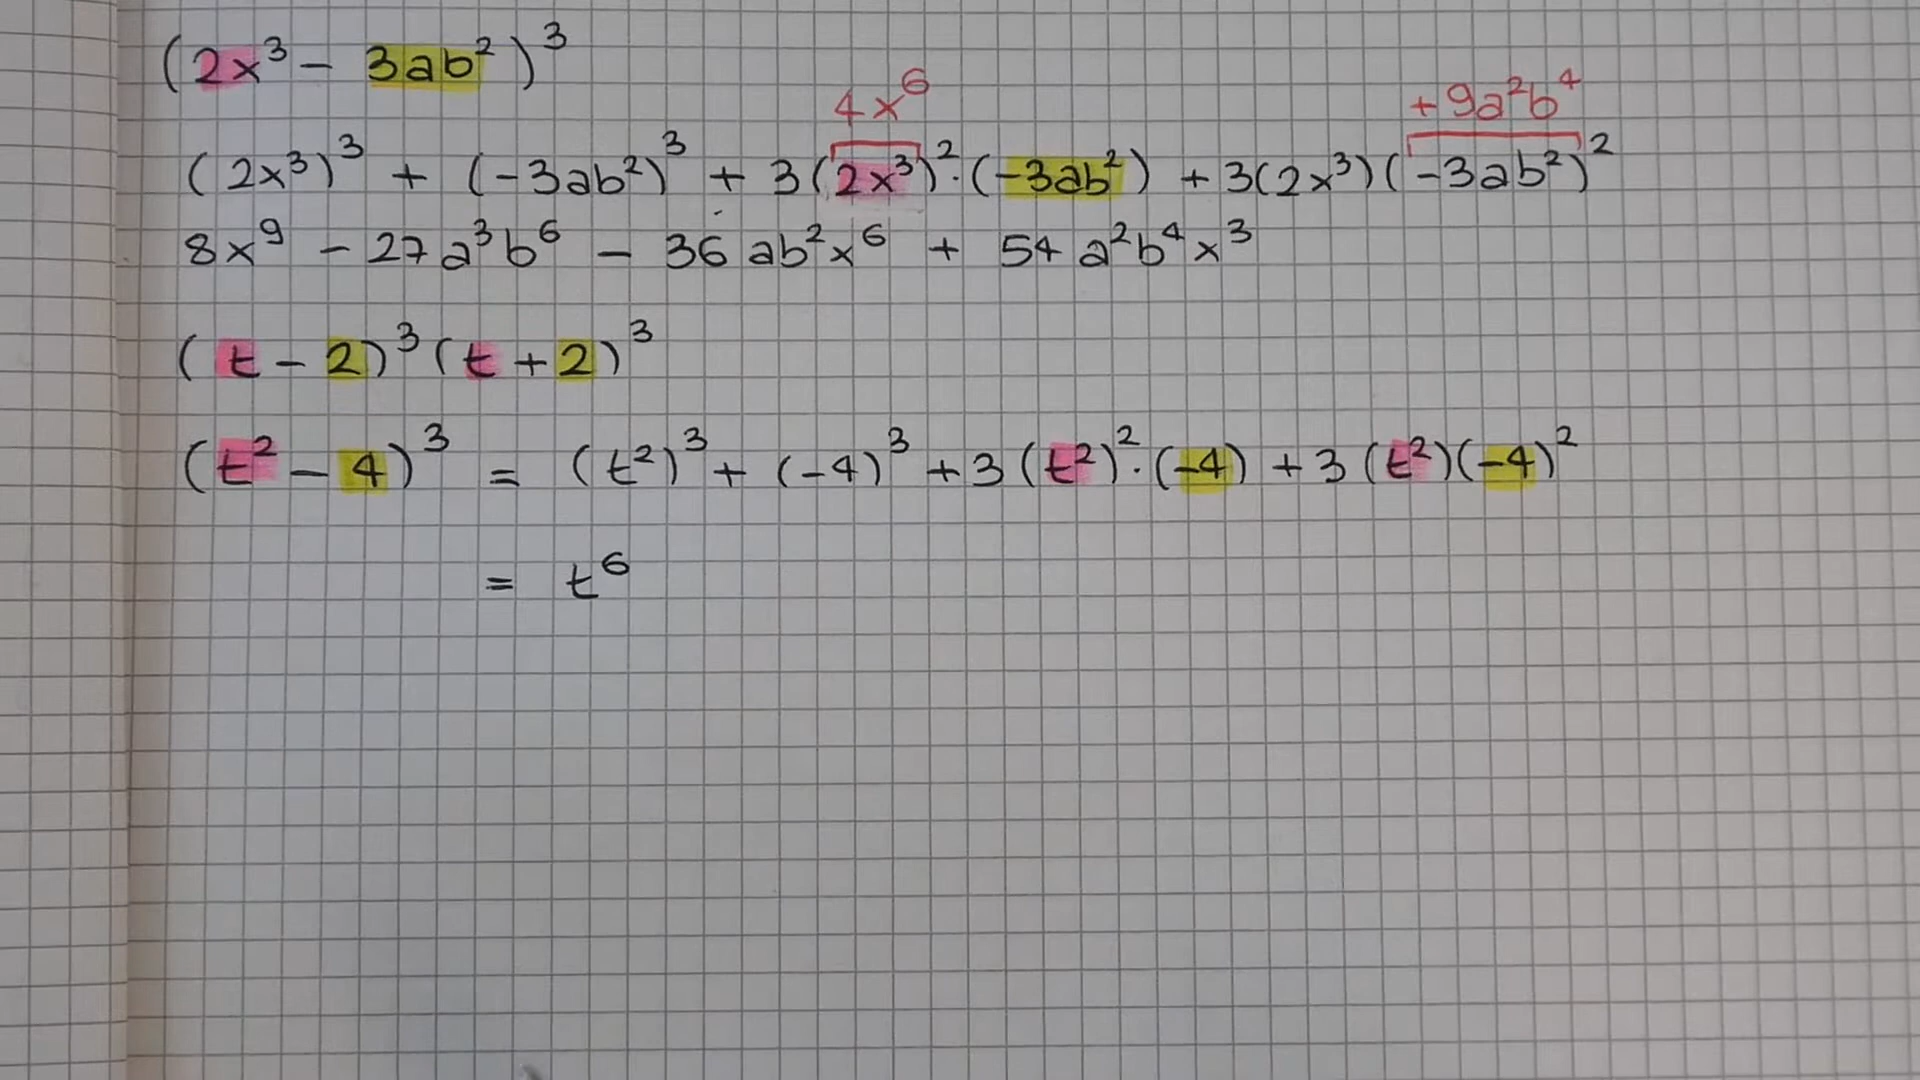 (2x³ - 3ab²)³
4x⁶ +9a²b⁴
(2x³)³ + (-3ab²)³ + 3(2x³)²·(-3ab²) + 3(2x³)(-3ab²)²
8x⁹ - 27a³b⁶ - 36ab²x⁶ + 54a²b⁴x³
(t - 2)³(t + 2)³
(t² - 4)³ = (t²)³ + (-4)³ + 3(t²)²·(-4) + 3(t²)(-4)²
= t⁶